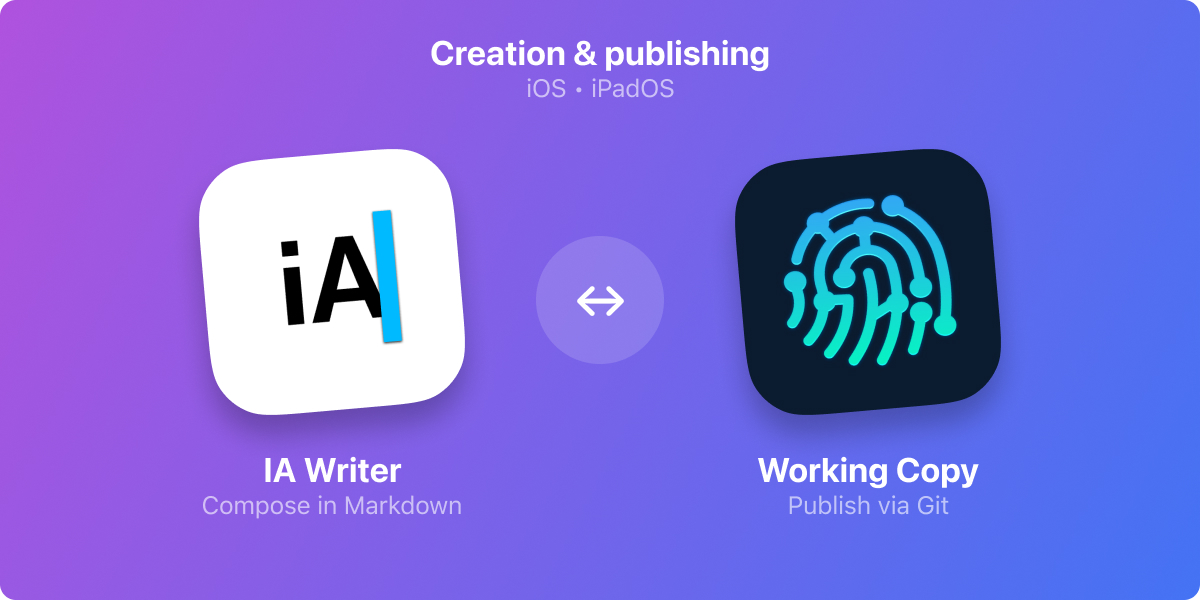 Creation & publishing
iOS • iPadOS
iA
IA Writer
Compose in Markdown
Working Copy
Publish via Git